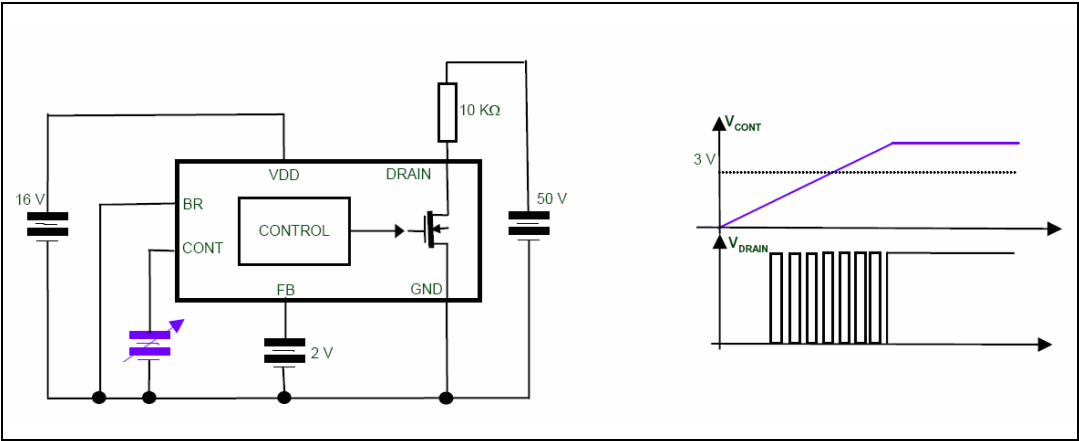 10 KΩ
VDD
DRAIN
16 V
50 V
BR
CONTROL
CONT
FB
GND
2 V
VCONT
3 V
VDRAIN